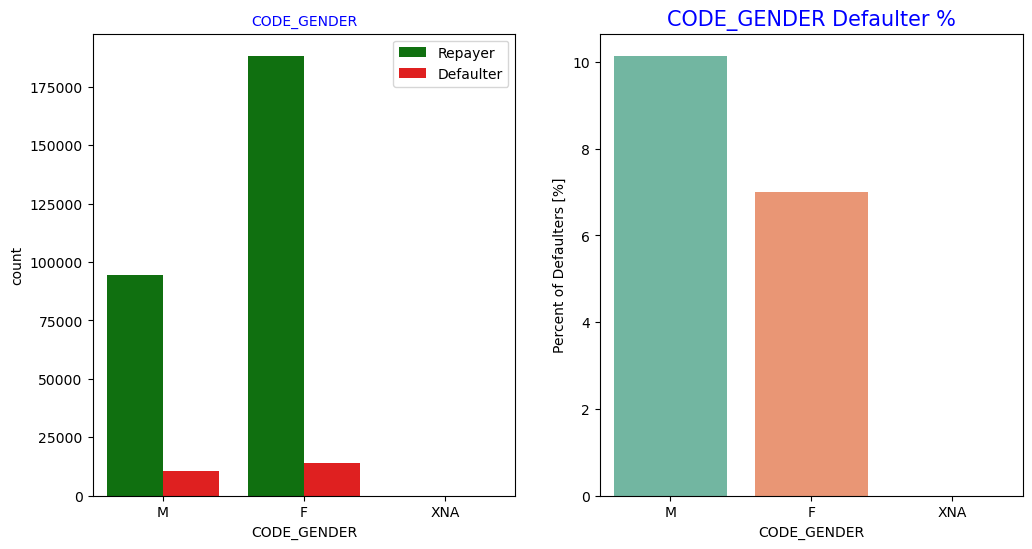 CODE_GENDER
Repayer
Defaulter
175000
150000
125000
100000
75000
50000
25000
0
count
M
F
XNA
CODE_GENDER
CODE_GENDER Defaulter %
10
8
6
4
2
0
Percent of Defaulters [%]
M
F
XNA
CODE_GENDER